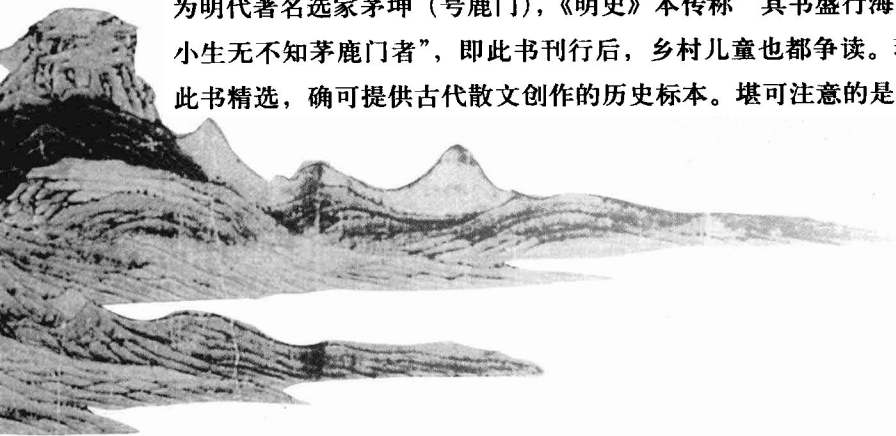 为明代著名选家茅坤（号鹿门），《明史》本传称“其书盛行海
小生无不知茅鹿门者”，即此书刊行后，乡村儿童也都争读。
此书精选，确可提供古代散文创作的历史标本。堪可注意的是